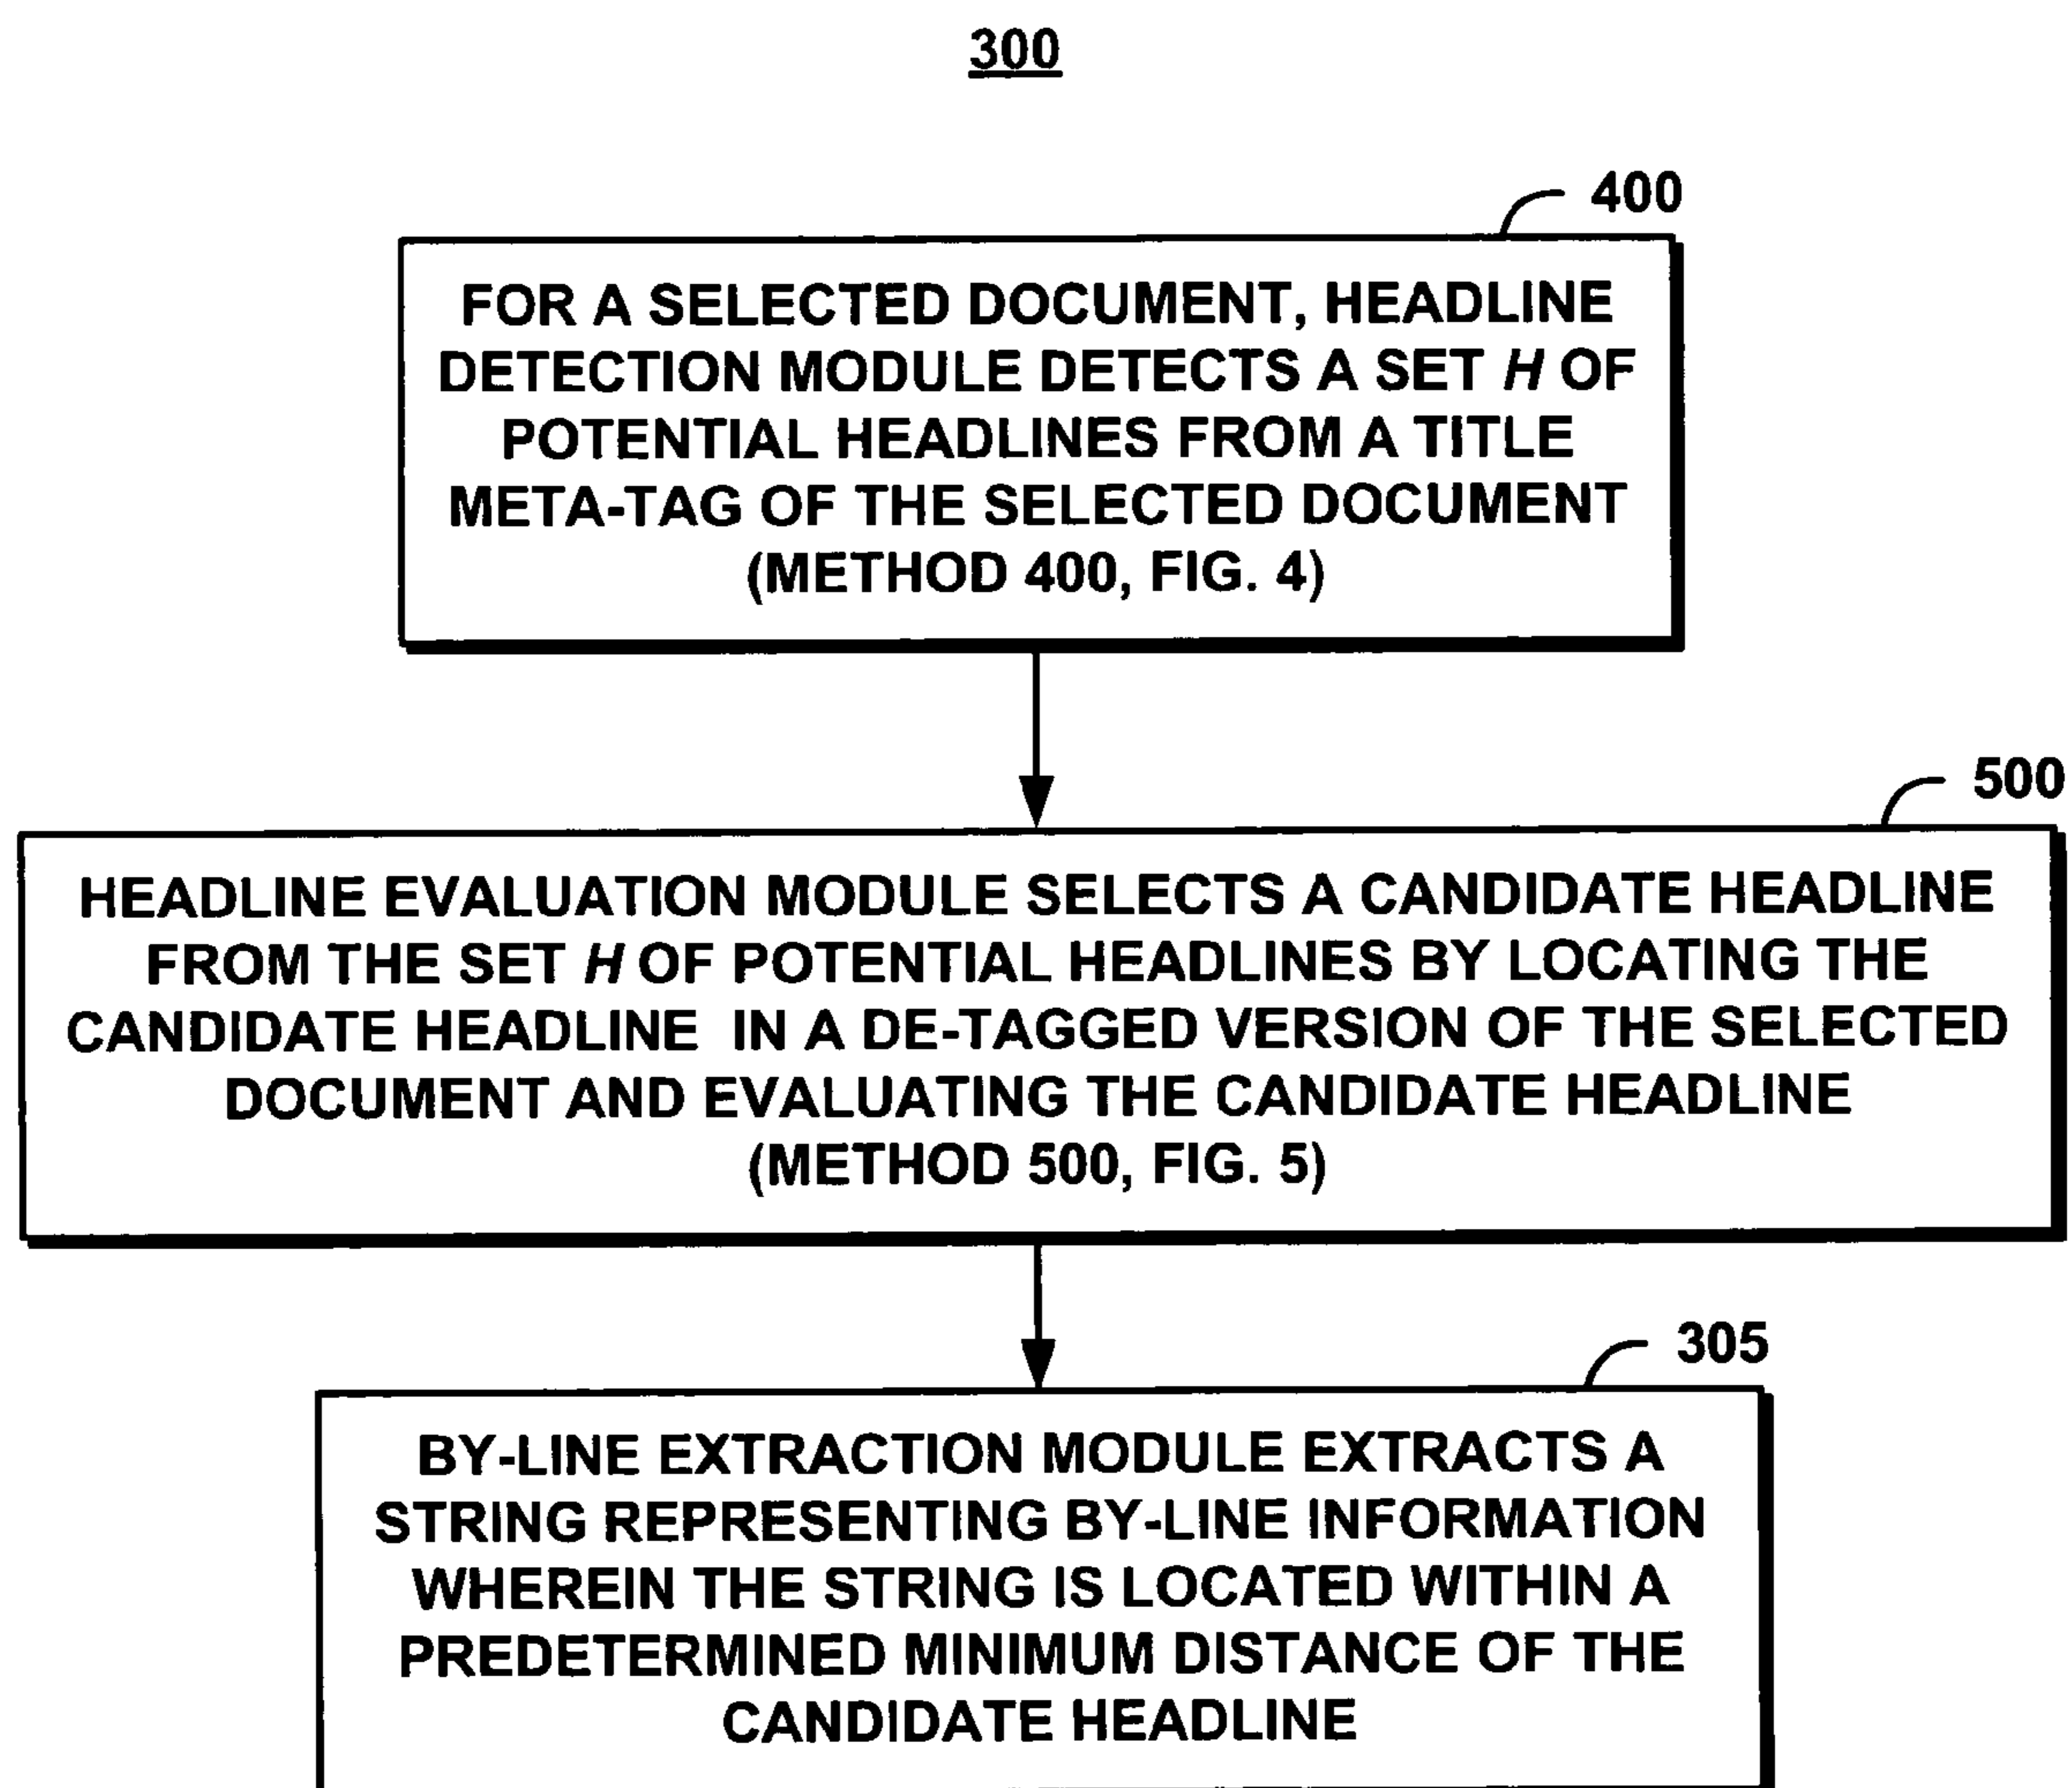 300
400
FOR A SELECTED DOCUMENT, HEADLINE
DETECTION MODULE DETECTS A SET H OF
POTENTIAL HEADLINES FROM A TITLE
META-TAG OF THE SELECTED DOCUMENT
(METHOD 400, FIG. 4)
500
HEADLINE EVALUATION MODULE SELECTS A CANDIDATE HEADLINE
FROM THE SET H OF POTENTIAL HEADLINES BY LOCATING THE
CANDIDATE HEADLINE IN A DE-TAGGED VERSION OF THE SELECTED
DOCUMENT AND EVALUATING THE CANDIDATE HEADLINE
(METHOD 500, FIG. 5)
305
BY-LINE EXTRACTION MODULE EXTRACTS A
STRING REPRESENTING BY-LINE INFORMATION
WHEREIN THE STRING IS LOCATED WITHIN A
PREDETERMINED MINIMUM DISTANCE OF THE
CANDIDATE HEADLINE